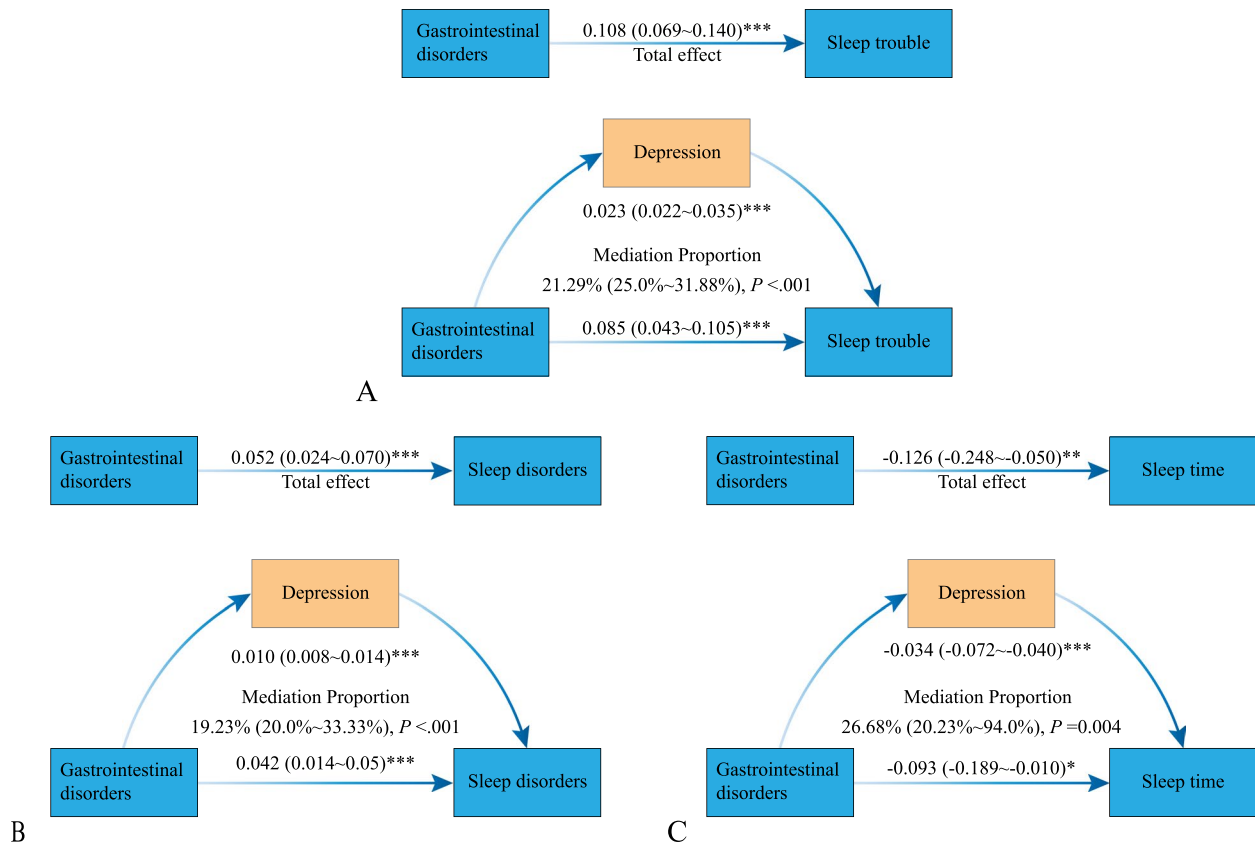 Gastrointestinal
disorders
0.108 (0.069~0.140)***
Total effect
Sleep trouble
Depression
0.023 (0.022~0.035)***
Mediation Proportion
21.29% (25.0%~31.88%), P <.001
Gastrointestinal
disorders
0.085 (0.043~0.105)***
Sleep trouble
A
Gastrointestinal
disorders
0.052 (0.024~0.070)***
Total effect
Sleep disorders
Depression
0.010 (0.008~0.014)***
Mediation Proportion
19.23% (20.0%~33.33%), P <.001
Gastrointestinal
disorders
0.042 (0.014~0.05)***
Sleep disorders
B
Gastrointestinal
disorders
-0.126 (-0.248~-0.050)**
Total effect
Sleep time
Depression
-0.034 (-0.072~-0.040)***
Mediation Proportion
26.68% (20.23%~94.0%), P =0.004
Gastrointestinal
disorders
-0.093 (-0.189~-0.010)*
Sleep time
C